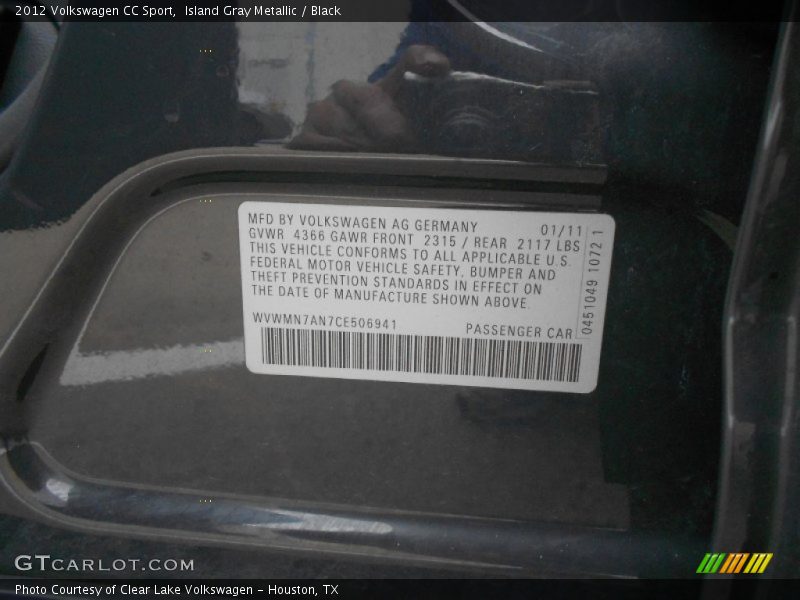 2012 Volkswagen CC Sport,  Island Gray Metallic / Black
MFD BY VOLKSWAGEN AG GERMANY 01/11
GVWR 4366 GAWR FRONT 2315 / REAR 2117 LBS
THIS VEHICLE CONFORMS TO ALL APPLICABLE U.S.
FEDERAL MOTOR VEHICLE SAFETY, BUMPER AND
THEFT PREVENTION STANDARDS IN EFFECT ON
THE DATE OF MANUFACTURE SHOWN ABOVE.
WVWMN7AN7CE506941 PASSENGER CAR
0451049 1072 1
GTCARLOT.COM
Photo Courtesy of Clear Lake Volkswagen - Houston, TX